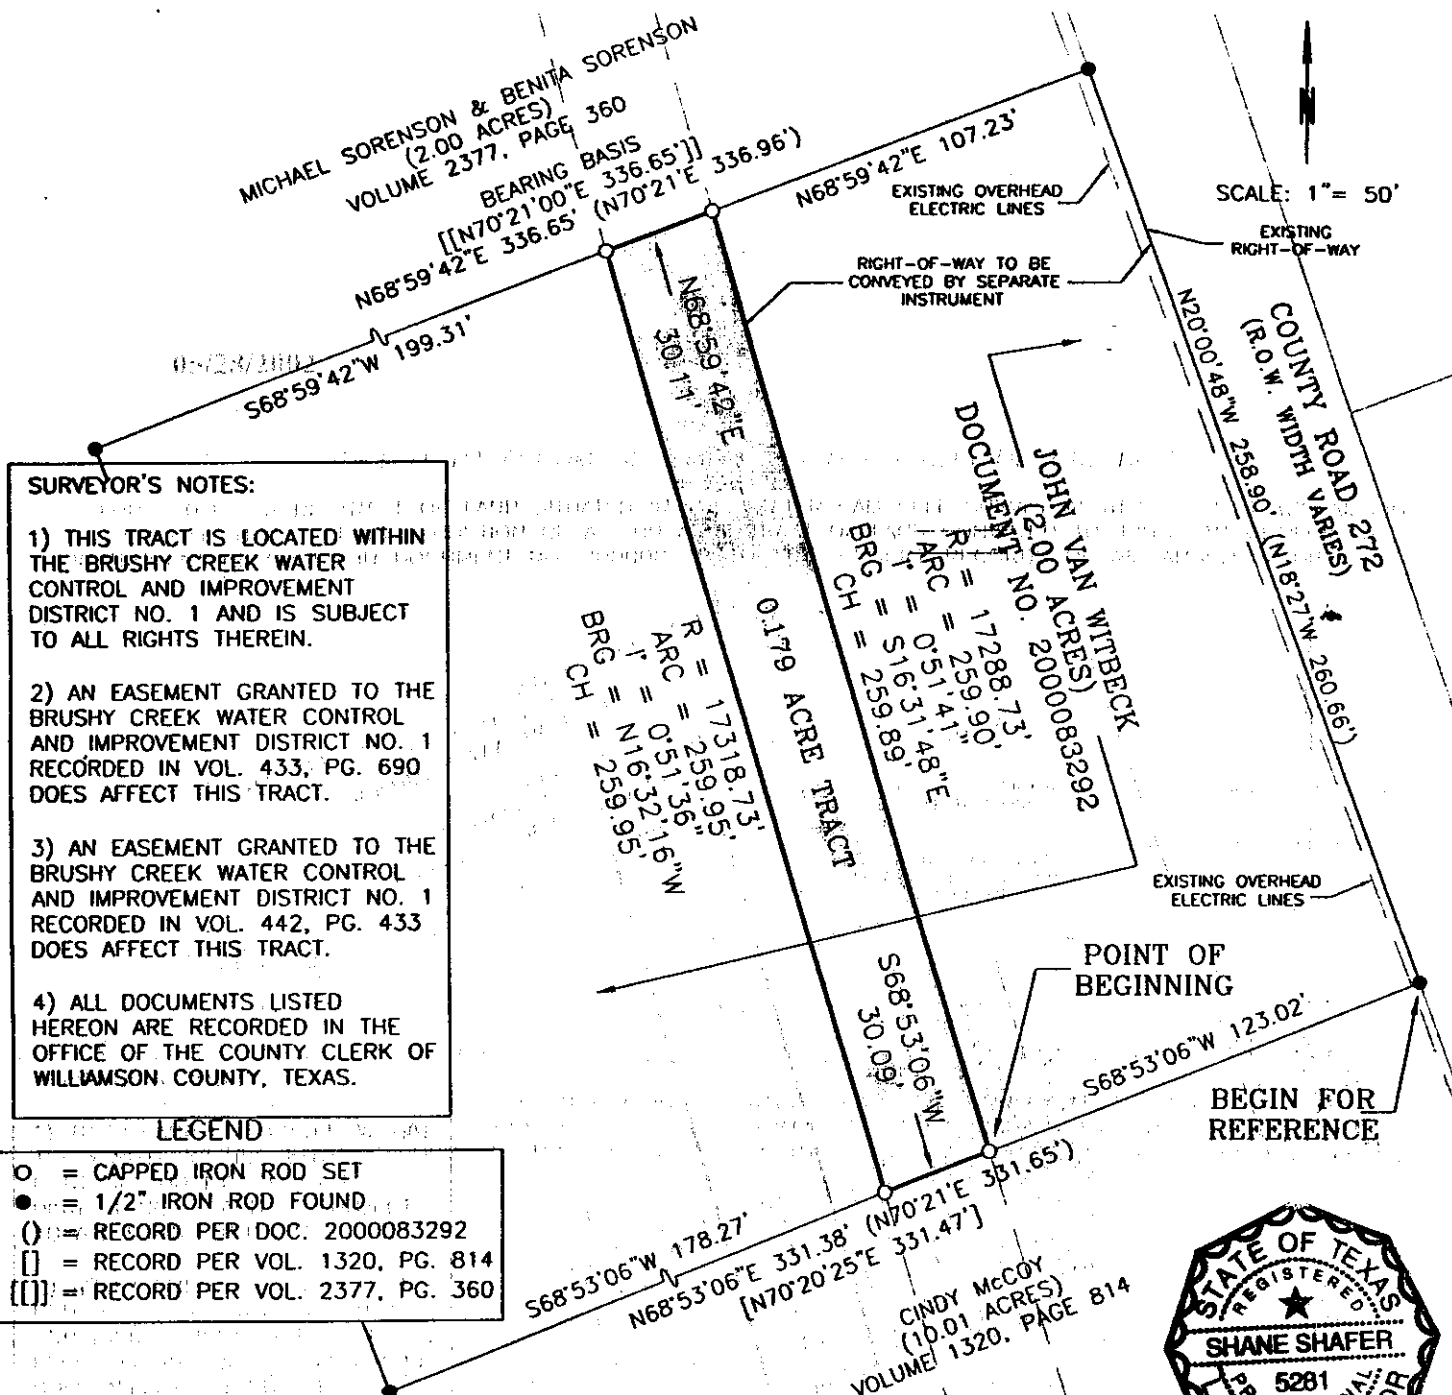 MICHAEL SORENSON & BENITA SORENSON
(2.00 ACRES)
VOLUME 2377, PAGE 360
BEARING BASIS
[[N70°21'00"E 336.65']]
N68°59'42"E 336.65' (N70°21'E 336.96')
S68°59'42"W 199.31'
N68°59'42"E 107.23'
EXISTING OVERHEAD
ELECTRIC LINES
N
SCALE: 1"= 50'
EXISTING
RIGHT-OF-WAY
RIGHT-OF-WAY TO BE
CONVEYED BY SEPARATE
INSTRUMENT
N68°59'42"E
30.11'
COUNTY ROAD 272
(R.O.W. WIDTH VARIES)
N20°00'48"W 258.90' (N18°27'W 260.66')
JOHN VAN WITBECK
(2.00 ACRES)
DOCUMENT NO. 2000083292
R = 17288.73'
ARC = 259.90'
T = 0°51'41"
BRG = S16°31'48"E
CH = 259.89'
0.179 ACRE TRACT
R = 17318.73'
ARC = 259.95'
T = 0°51'36"
BRG = N16°32'16"W
CH = 259.95'
SURVEYOR'S NOTES:
1) THIS TRACT IS LOCATED WITHIN
THE BRUSHY CREEK WATER
CONTROL AND IMPROVEMENT
DISTRICT NO. 1 AND IS SUBJECT
TO ALL RIGHTS THEREIN.
2) AN EASEMENT GRANTED TO THE
BRUSHY CREEK WATER CONTROL
AND IMPROVEMENT DISTRICT NO. 1
RECORDED IN VOL. 433, PG. 690
DOES AFFECT THIS TRACT.
3) AN EASEMENT GRANTED TO THE
BRUSHY CREEK WATER CONTROL
AND IMPROVEMENT DISTRICT NO. 1
RECORDED IN VOL. 442, PG. 433
DOES AFFECT THIS TRACT.
4) ALL DOCUMENTS LISTED
HEREON ARE RECORDED IN THE
OFFICE OF THE COUNTY CLERK OF
WILLIAMSON COUNTY, TEXAS.
EXISTING OVERHEAD
ELECTRIC LINES
POINT OF
BEGINNING
S68°53'06"W
30.09'
S68°53'06"W 123.02'
BEGIN FOR
REFERENCE
LEGEND
O = CAPPED IRON ROD SET
● = 1/2" IRON ROD FOUND
() = RECORD PER DOC. 2000083292
[] = RECORD PER VOL. 1320, PG. 814
[[]] = RECORD PER VOL. 2377, PG. 360
S68°53'06"W 178.27'
N68°53'06"E 331.38' (N70°21'E 331.65')
[N70°20'25"E 331.47']
CINDY McCOY
(10.01 ACRES)
VOLUME 1320, PAGE 814
STATE OF TEXAS
REGISTERED
SHANE SHAFER
5281